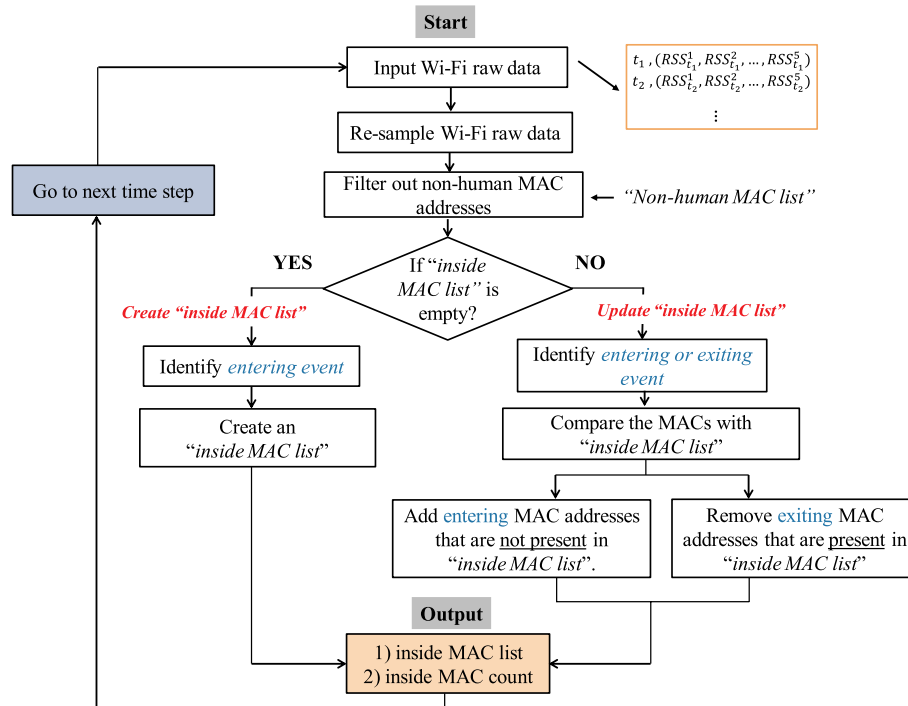 Start
Input Wi-Fi raw data
t₁ , (RSS¹ₜ₁, RSS²ₜ₁, …, RSS⁵ₜ₁)
t₂ , (RSS¹ₜ₂, RSS²ₜ₂, …, RSS⁵ₜ₂)
⋮
Re-sample Wi-Fi raw data
Go to next time step
Filter out non-human MAC
addresses
“Non-human MAC list”
YES
NO
If “inside
MAC list” is
empty?
Create “inside MAC list”
Update “inside MAC list”
Identify entering event
Identify entering or exiting
event
Create an
“inside MAC list”
Compare the MACs with
“inside MAC list”
Add entering MAC addresses
that are not present in
“inside MAC list”.
Remove exiting MAC
addresses that are present in
“inside MAC list”
Output
1) inside MAC list
2) inside MAC count